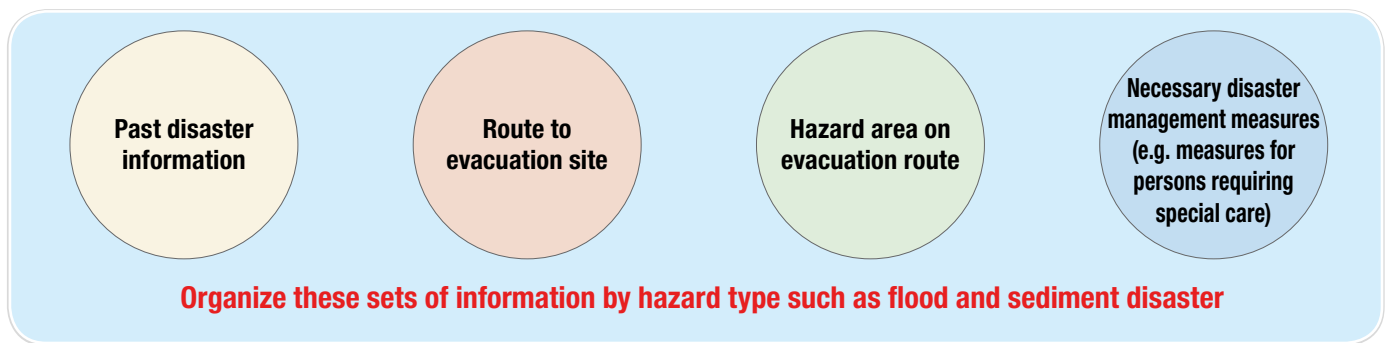 Past disaster
information
Route to
evacuation site
Hazard area on
evacuation route
Necessary disaster
management measures
(e.g. measures for
persons requiring
special care)
Organize these sets of information by hazard type such as flood and sediment disaster